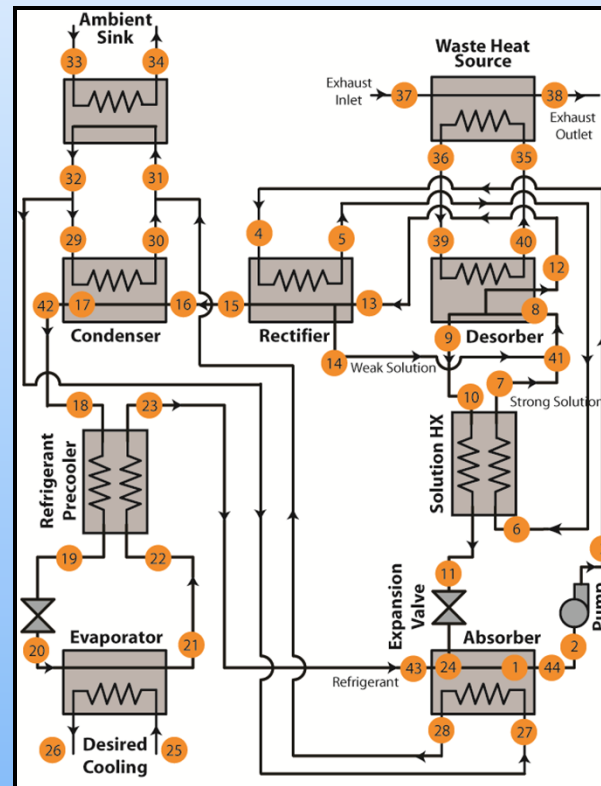 Ambient
Sink
33
34
Waste Heat
Source
Exhaust
Inlet
37
38
Exhaust
Outlet
32
31
36
35
4
5
12
29
30
39
40
42
17
16
15
13
8
Condenser
Rectifier
Desorber
9
14
Weak Solution
41
7
10
Strong Solution
18
23
Refrigerant
Precooler
Solution HX
6
19
22
11
Expansion
Valve
Pump
Evaporator
Absorber
2
20
21
43
24
1
44
Refrigerant
28
27
26
Desired
Cooling
25